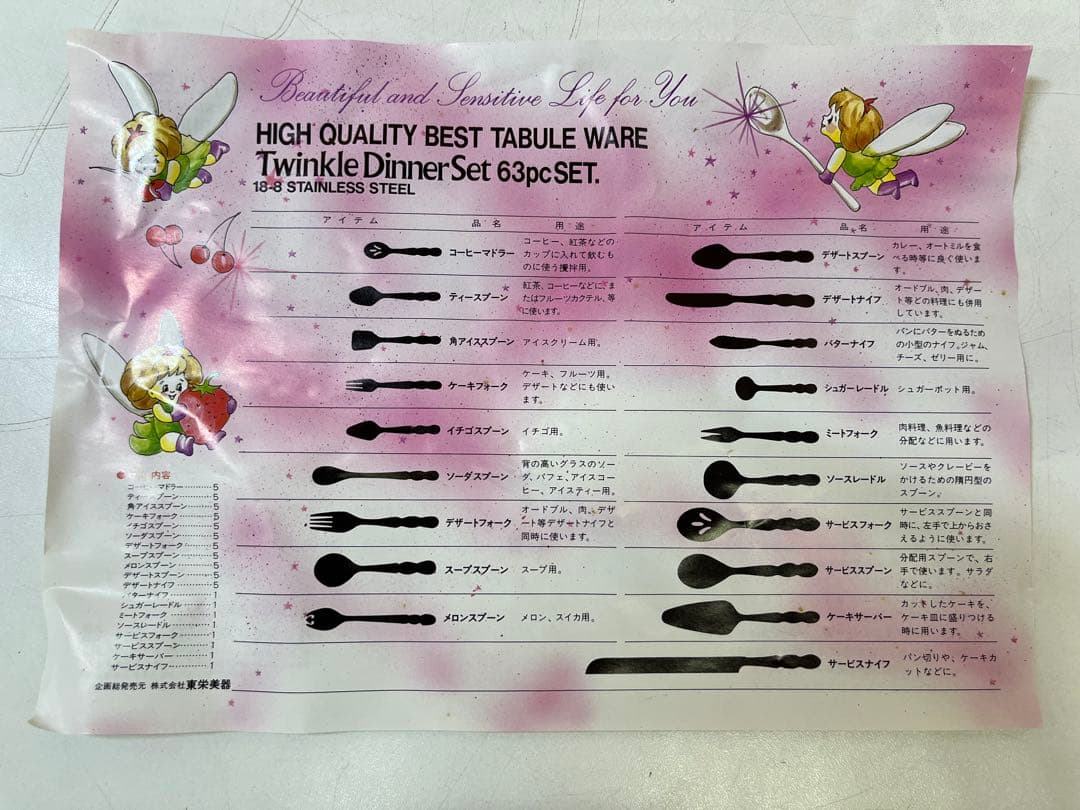 Beautiful and Sensitive Life for You
HIGH QUALITY BEST TABULE WARE
Twinkle Dinner Set 63pc SET.
18-8 STAINLESS STEEL
アイテム 品名 用途
コーヒーマドラー コーヒー、紅茶などの
カップに入れて飲むも
のに使う攪拌用。
ティースプーン 紅茶、コーヒーなどに、ま
たはフルーツカクテル、等
に使います。
角アイススプーン アイスクリーム用。
ケーキフォーク ケーキ、フルーツ用。
デザートなどにも使い
ます。
イチゴスプーン イチゴ用。
ソーダスプーン 背の高いグラスのソー
ダ、パフェ、アイスコー
ヒー、アイスティー用。
デザートフォーク オードブル、肉、デザ
ート等デザートナイフと
同時に使います。
スープスプーン スープ用。
メロンスプーン メロン、スイカ用。
アイテム 品名 用途
デザートスプーン カレー、オートミルを食
べる時等に良く使いま
す。
デザートナイフ オードブル、肉、デザー
ト等どの料理にも併用
しています。
バターナイフ パンにバターをぬるため
の小型のナイフ。ジャム、
チーズ、ゼリー用に。
シュガーレードル シュガーポット用。
ミートフォーク 肉料理、魚料理などの
分配などに用います。
ソースレードル ソースやクレービーを
かけるための隋円型の
スプーン。
サービスフォーク サービススプーンと同
時に、左手で上からおさ
えるように使います。
サービススプーン 分配用スプーンで、右
手で使います。サラダ
などに。
ケーキサーバー カットしたケーキを、
ケーキ皿に盛りつける
時に用います。
サービスナイフ パン切りや、ケーキカ
ットなどに。
内容
コーヒーマドラー……5
ティースプーン……5
角アイススプーン……5
ケーキフォーク……5
イチゴスプーン……5
ソーダスプーン……5
デザートフォーク……5
スープスプーン……5
メロンスプーン……5
デザートスプーン……5
デザートナイフ……5
バターナイフ……1
シュガーレードル……1
ミートフォーク……1
ソースレードル……1
サービスフォーク……1
サービススプーン……1
ケーキサーバー……1
サービスナイフ……1
企画総発売元 株式会社 東栄美器